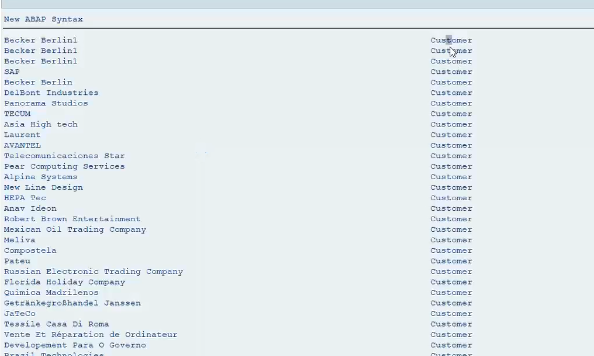 New ABAP Syntax
Becker Berlin1 Customer
Becker Berlin1 Customer
Becker Berlin1 Customer
SAP Customer
Becker Berlin Customer
DelBont Industries Customer
Panorama Studios Customer
TECUM Customer
Asia High tech Customer
Laurent Customer
AVANTEL Customer
Telecomunicaciones Star Customer
Pear Computing Services Customer
Alpine Systems Customer
New Line Design Customer
HEPA Tec Customer
Anav Ideon Customer
Robert Brown Entertainment Customer
Mexican Oil Trading Company Customer
Meliva Customer
Compostela Customer
Pateu Customer
Russian Electronic Trading Company Customer
Florida Holiday Company Customer
Quimica Madrilenos Customer
Getränkegroßhandel Janssen Customer
JaTeCo Customer
Tessile Casa Di Roma Customer
Vente Et Réparation de Ordinateur Customer
Developement Para O Governo Customer
Brazil Technologies Customer